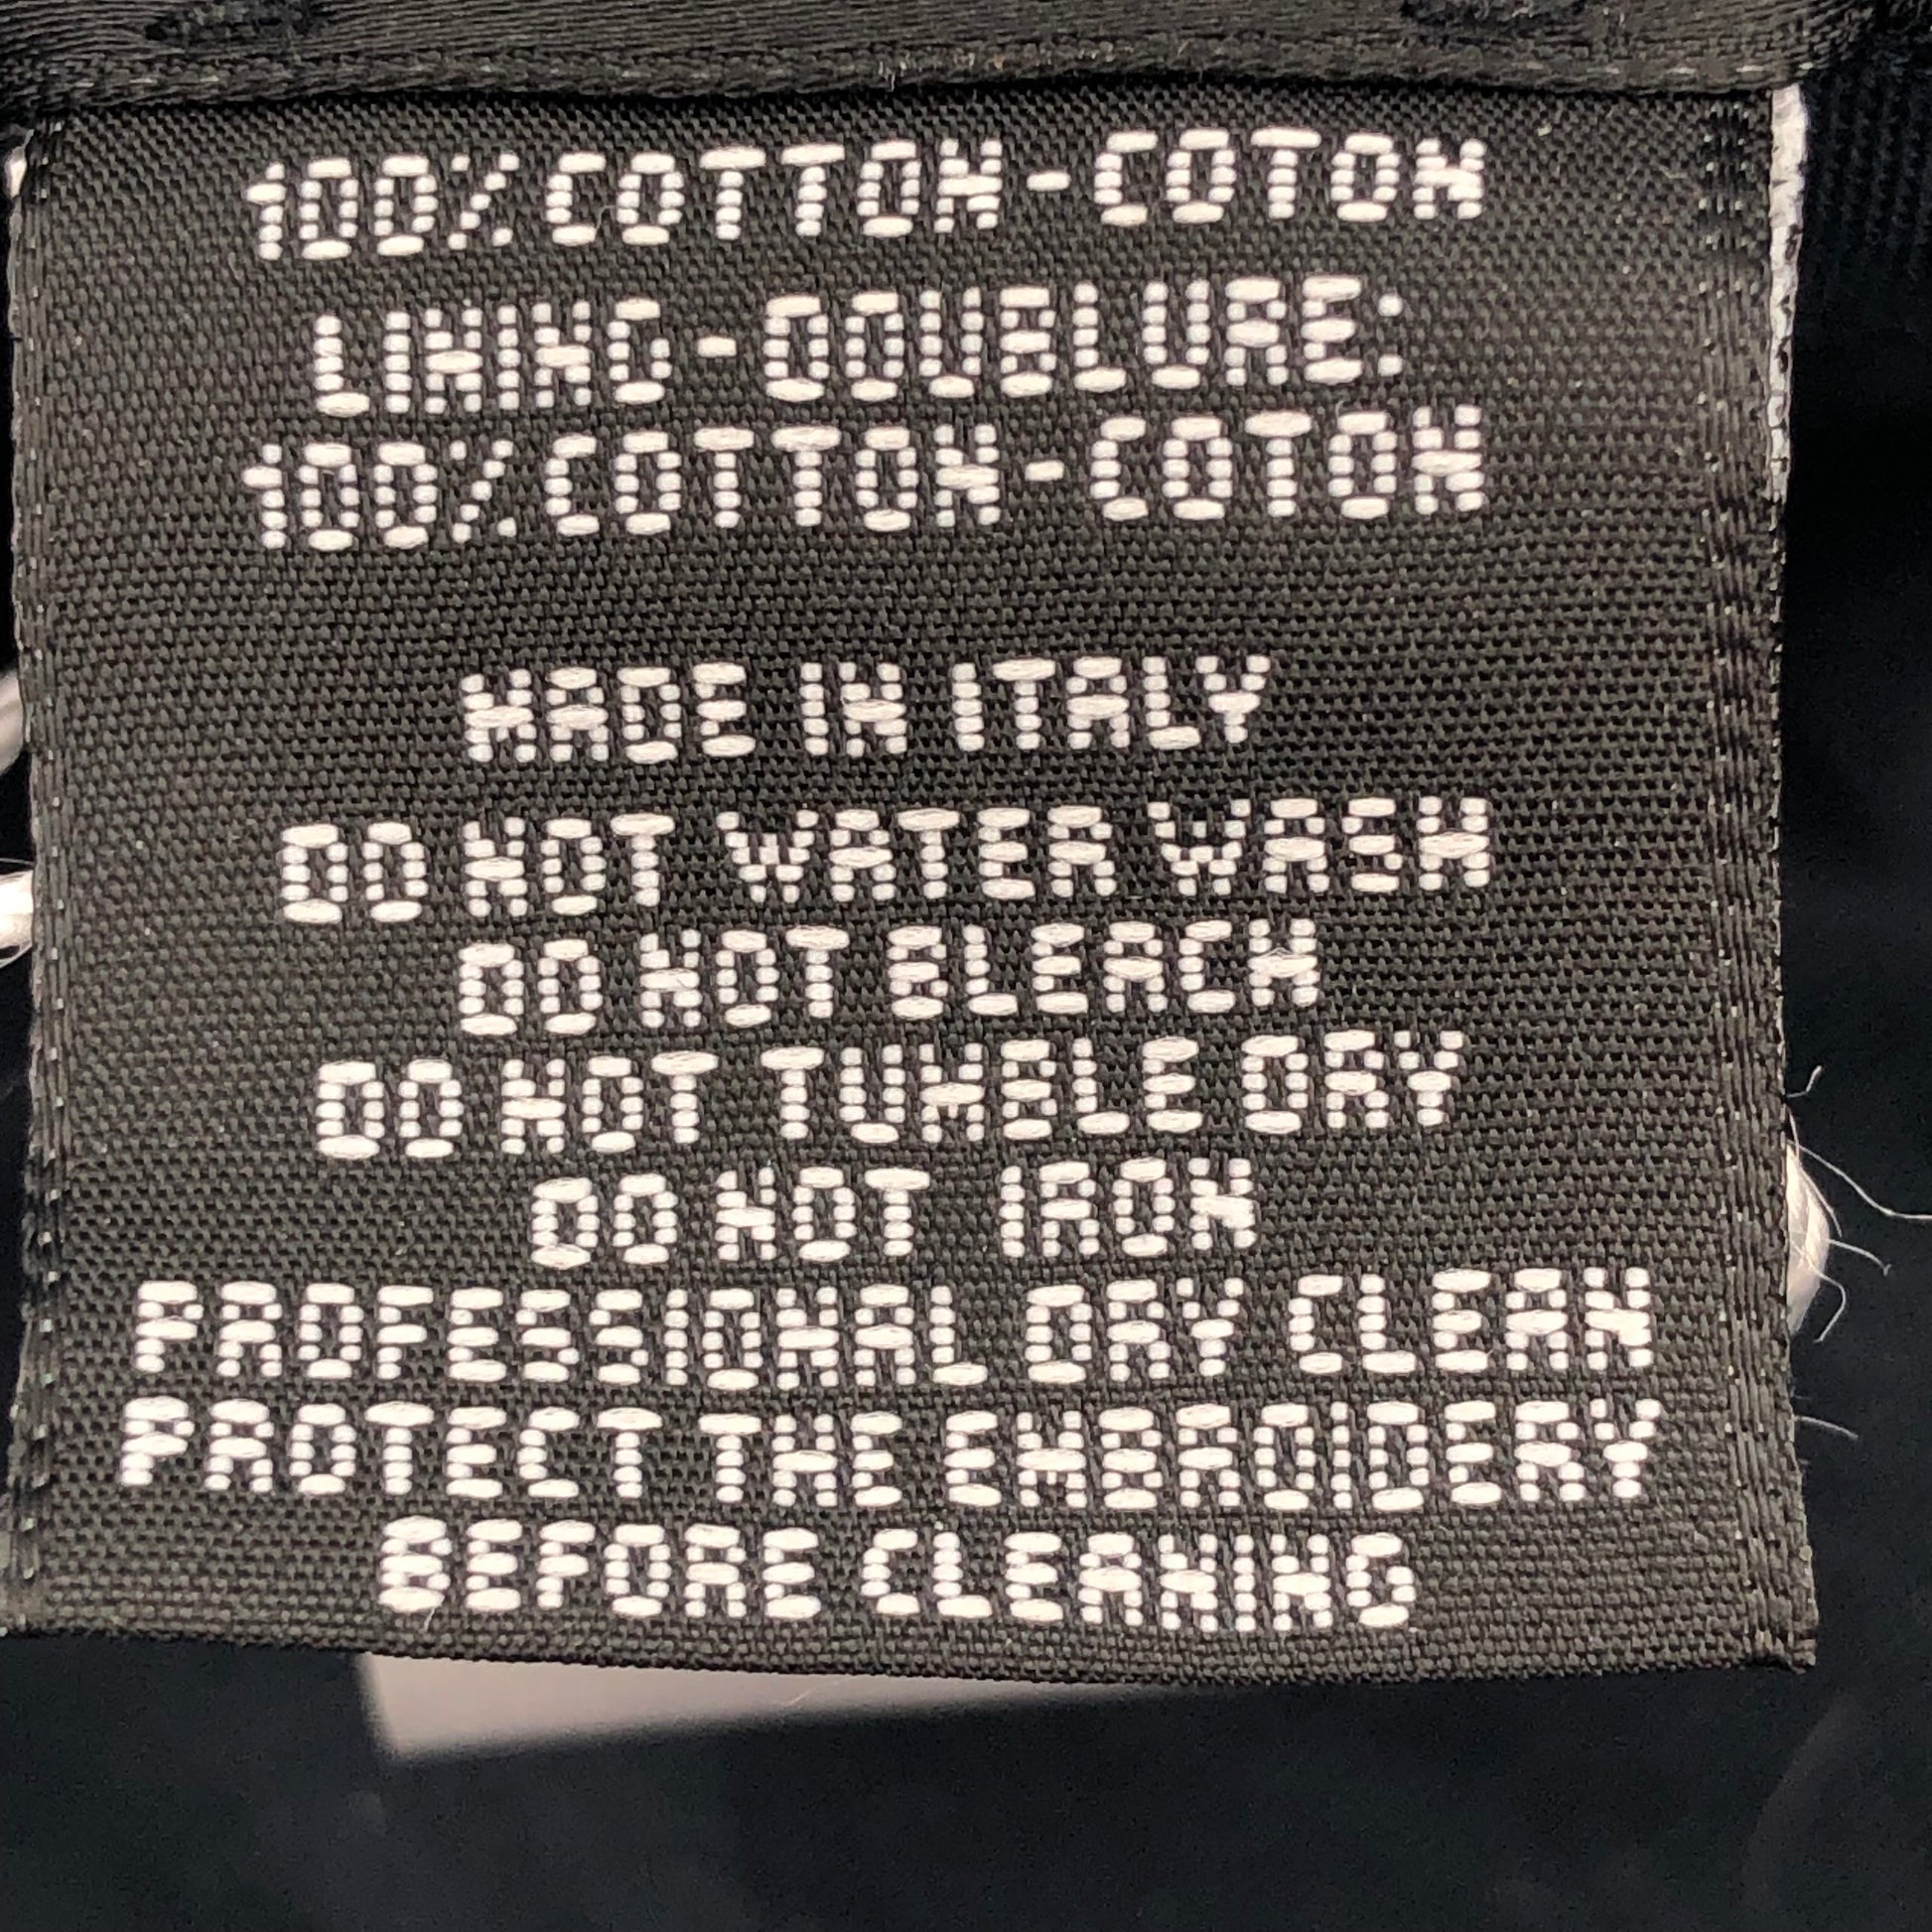 100% COTTON - COTON
LINING - DOUBLURE:
100% COTTON - COTON
MADE IN ITALY
DO NOT WATER WASH
DO NOT BLEACH
DO NOT TUMBLE DRY
DO NOT IRON
PROFESSIONAL DRY CLEAN
PROTECT THE EMBROIDERY
BEFORE CLEANING